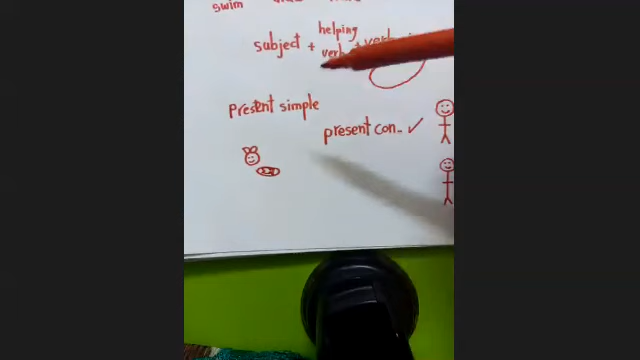 swim
helping
subject + verb + verb
present simple
present con.. ✓